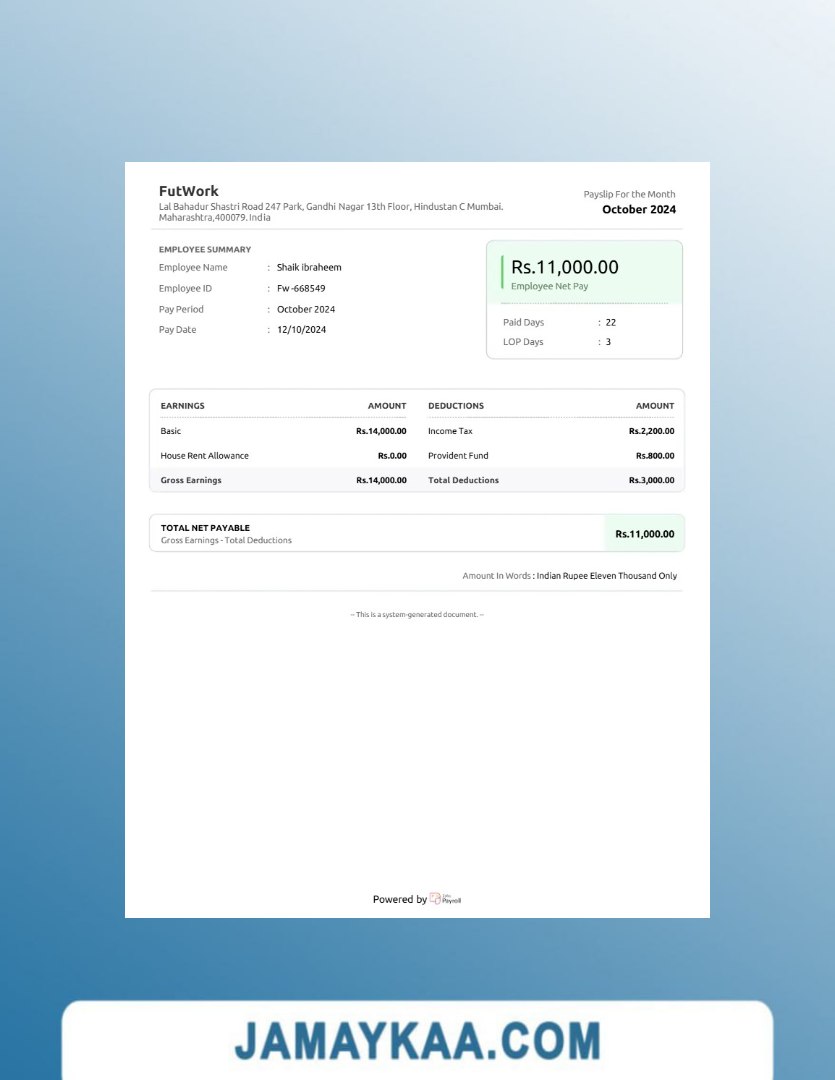 FutWork
Payslip For the Month
Lal Bahadur Shastri Road 247 Park, Gandhi Nagar 13th Floor, Hindustan C Mumbai.
October 2024
Maharashtra,400079. India
EMPLOYEE SUMMARY
Employee Name : Shaik ibraheem
Employee ID : Fw-668549
Pay Period : October 2024
Pay Date : 12/10/2024
Rs.11,000.00
Employee Net Pay
Paid Days : 22
LOP Days : 3
EARNINGS AMOUNT DEDUCTIONS AMOUNT
Basic Rs.14,000.00 Income Tax Rs.2,200.00
House Rent Allowance Rs.0.00 Provident Fund Rs.800.00
Gross Earnings Rs.14,000.00 Total Deductions Rs.3,000.00
TOTAL NET PAYABLE
Gross Earnings - Total Deductions
Rs.11,000.00
Amount In Words : Indian Rupee Eleven Thousand Only
-- This is a system-generated document. --
Powered by
Payroll
JAMAYKAA.COM